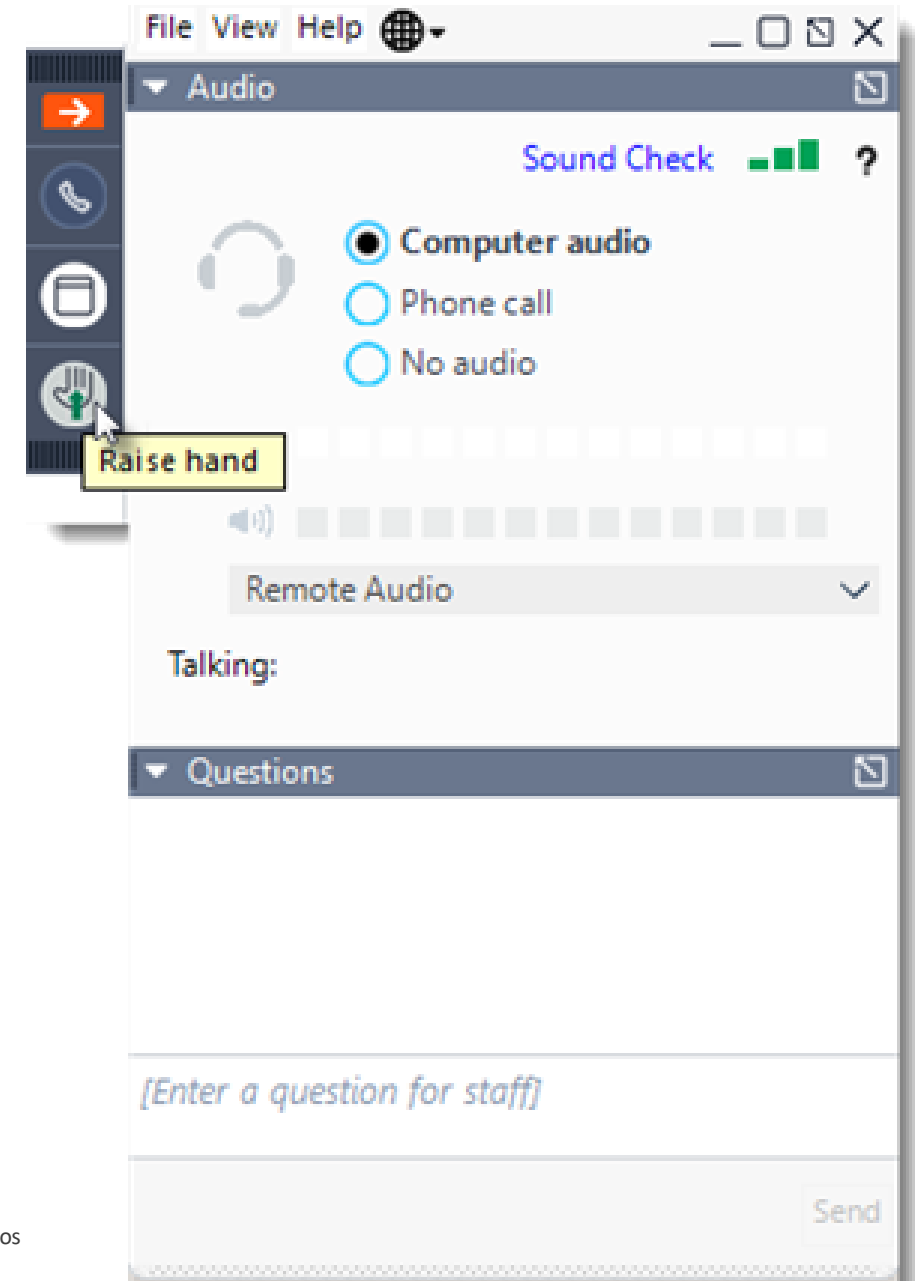 File View Help
Audio
Sound Check ?
Computer audio
Phone call
No audio
Raise hand
Remote Audio
Talking:
Questions
[Enter a question for staff]
Send
os